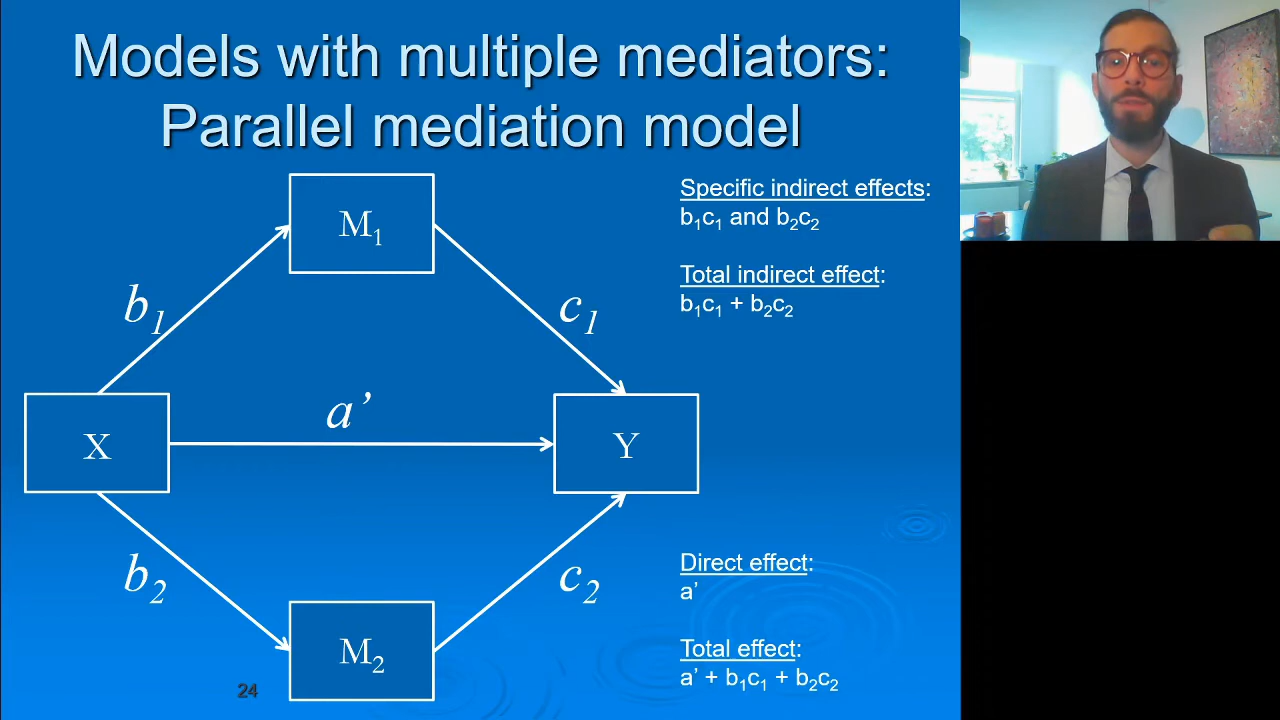 Models with multiple mediators:
Parallel mediation model
M₁
Specific indirect effects:
b₁c₁ and b₂c₂
Total indirect effect:
b₁c₁ + b₂c₂
b₁
c₁
a’
X
Y
b₂
c₂
Direct effect:
a’
M₂
Total effect:
a’ + b₁c₁ + b₂c₂
24